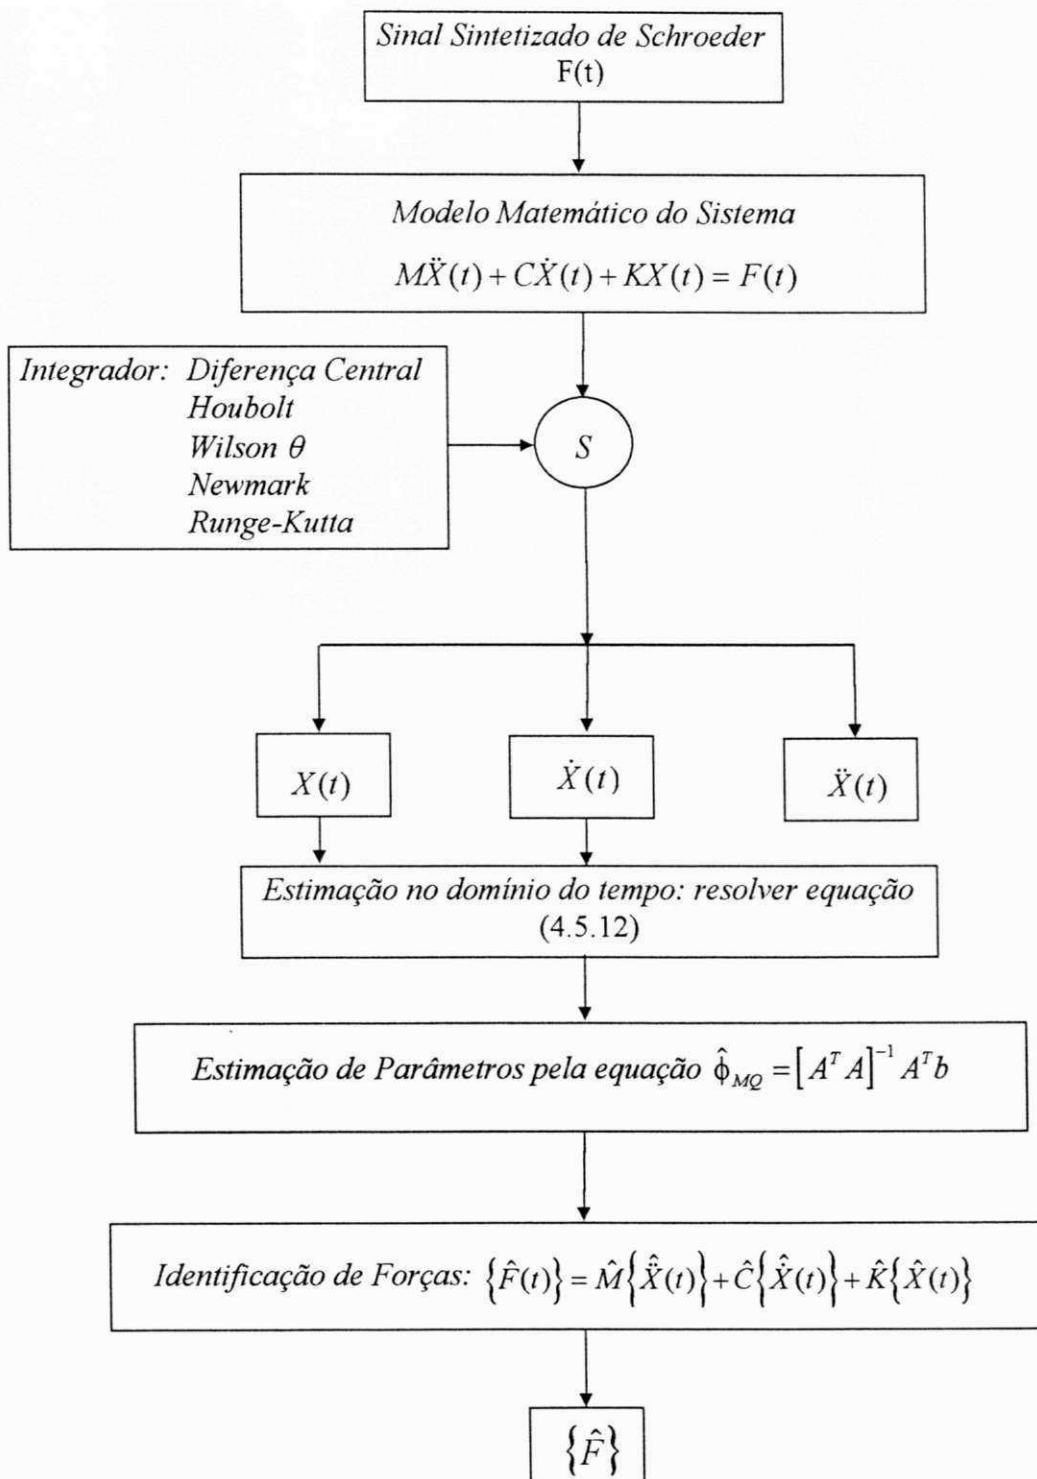 Sinal Sintetizado de Schroeder
F(t)
Modelo Matemático do Sistema
MẌ(t) + CẊ(t) + KX(t) = F(t)
Integrador: Diferença Central
Houbolt
Wilson θ
Newmark
Runge-Kutta
S
X(t)
Ẋ(t)
Ẍ(t)
Estimação no domínio do tempo: resolver equação
(4.5.12)
Estimação de Parâmetros pela equação ϕ̂_MQ = [A^T A]^-1 A^T b
Identificação de Forças: {F̂(t)} = M̂{Ẍ̂(t)} + Ĉ{Ẋ̂(t)} + K̂{X̂(t)}
{F̂}